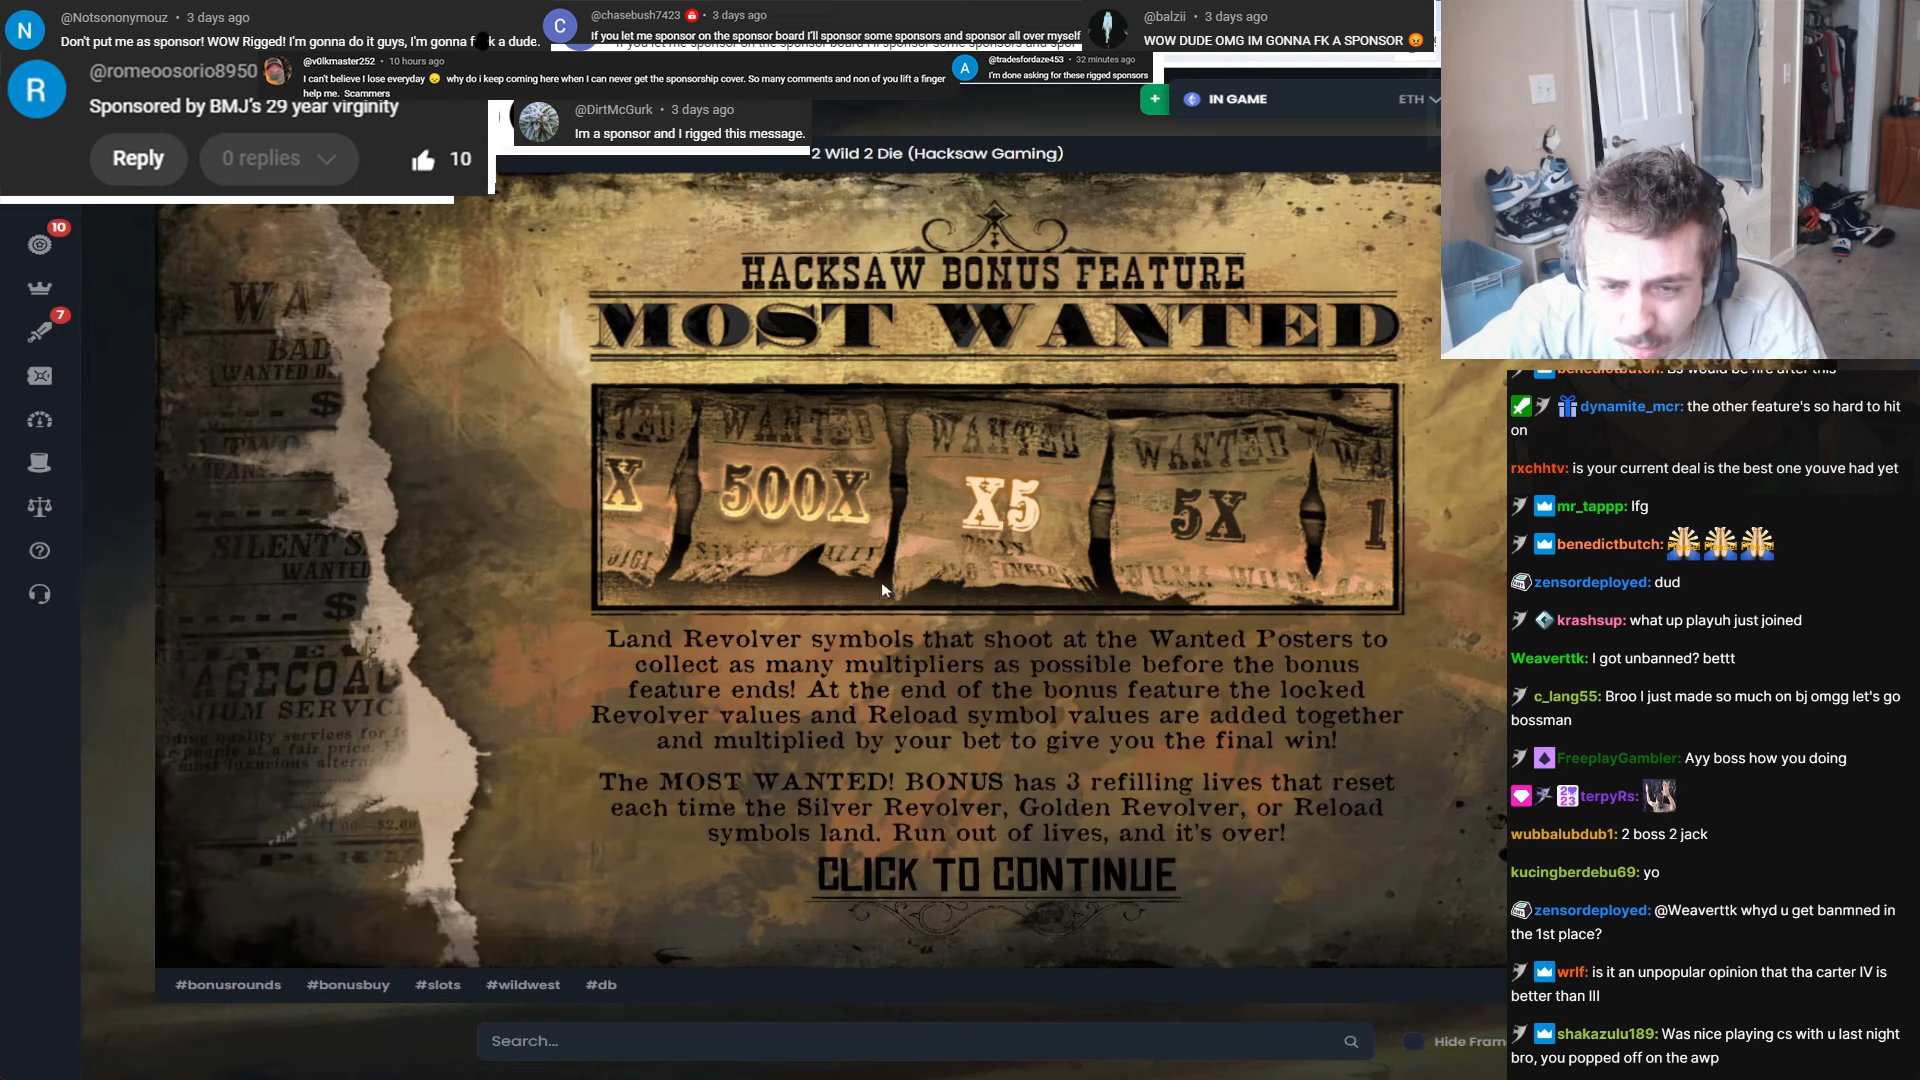 @Notsononymouz • 3 days ago
Don't put me as sponsor! WOW Rigged! I'm gonna do it guys, I'm gonna f k a dude.
@chasebush7423 • 3 days ago
If you let me sponsor on the sponsor board I'll sponsor some sponsors and sponsor all over myself
@balzii • 3 days ago
WOW DUDE OMG IM GONNA FK A SPONSOR 😡
N
C
R
@romeoosorio8950
Sponsored by BMJ's 29 year virginity
Reply
0 replies
10
@v0lkmaster252 • 10 hours ago
I can't believe I lose everyday 😞 why do i keep coming here when I can never get the sponsorship cover. So many comments and non of you lift a finger
help me. Scammers
A
@tradesfordaze453 • 32 minutes ago
I'm done asking for these rigged sponsors
@DirtMcGurk • 3 days ago
Im a sponsor and I rigged this message.
+
IN GAME
ETH
2 Wild 2 Die (Hacksaw Gaming)
10
7
HACKSAW BONUS FEATURE
MOST WANTED
WANTED
500X
WANTED
X5
WANTED
5X
Land Revolver symbols that shoot at the Wanted Posters to
collect as many multipliers as possible before the bonus
feature ends! At the end of the bonus feature the locked
Revolver values and Reload symbol values are added together
and multiplied by your bet to give you the final win!
The MOST WANTED! BONUS has 3 refilling lives that reset
each time the Silver Revolver, Golden Revolver, or Reload
symbols land. Run out of lives, and it's over!
CLICK TO CONTINUE
#bonusrounds #bonusbuy #slots #wildwest #db
Search...
Hide Fram
benedictbutch: Bs would be fire after this
dynamite_mcr: the other feature's so hard to hit
on
rxchhtv: is your current deal is the best one youve had yet
mr_tappp: lfg
benedictbutch:
zensordeployed: dud
krashsup: what up playuh just joined
Weaverttk: I got unbanned? bettt
c_lang55: Broo I just made so much on bj omgg let's go
bossman
FreeplayGambler: Ayy boss how you doing
terpyRs:
wubbalubdub1: 2 boss 2 jack
kucingberdebu69: yo
zensordeployed: @Weaverttk whyd u get banmned in
the 1st place?
wrlf: is it an unpopular opinion that tha carter IV is
better than III
shakazulu189: Was nice playing cs with u last night
bro, you popped off on the awp